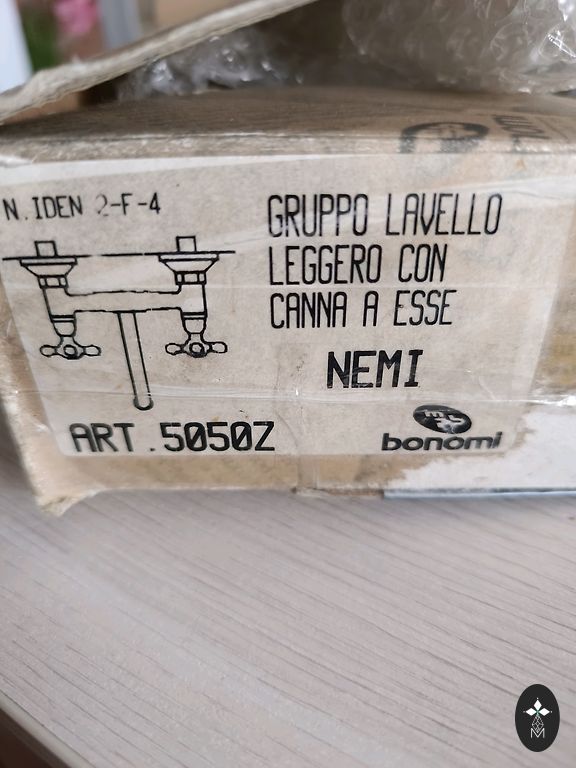 N. IDEN 2-F-4
GRUPPO LAVELLO
LEGGERO CON
CANNA A ESSE
NEMI
ART.5050Z
bonomi